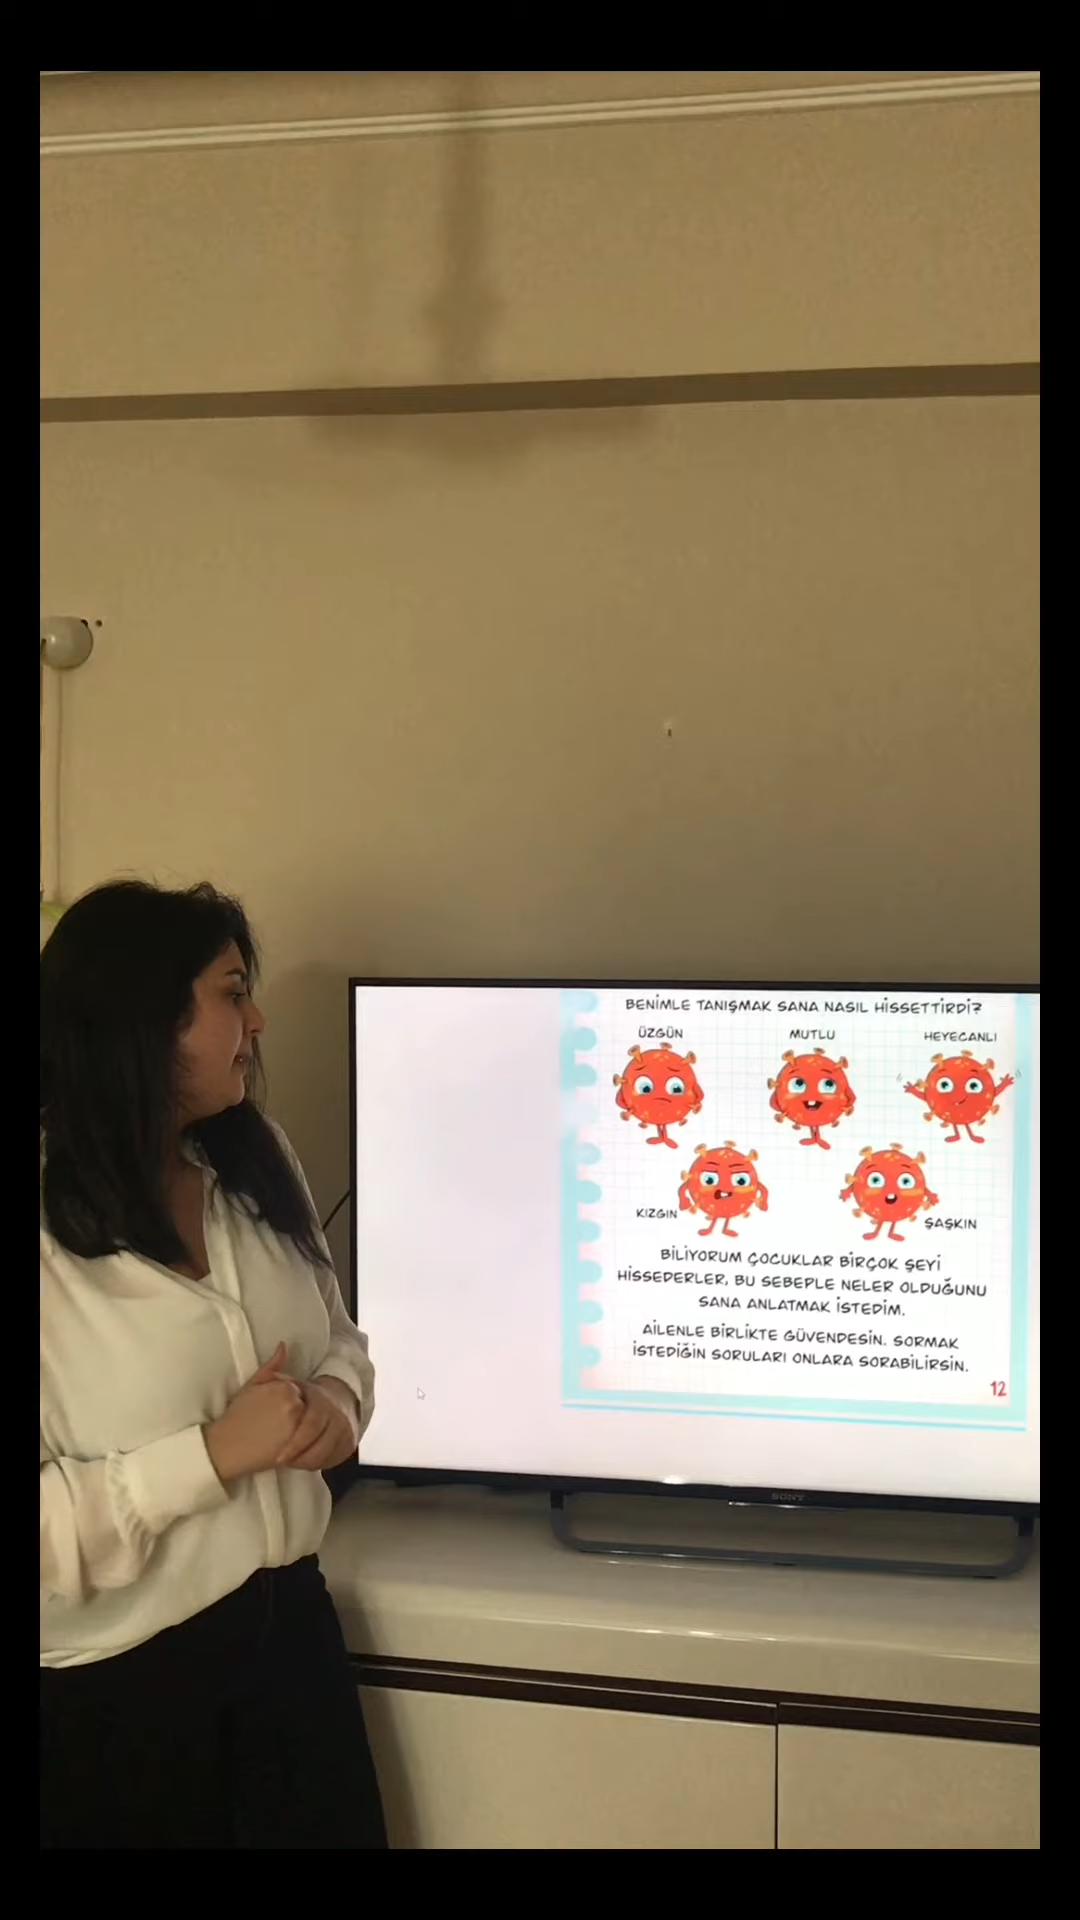 BENİMLE TANIŞMAK SANA NASIL HİSSETTİRDİ?
ÜZGÜN
MUTLU
HEYECANLI
KIZGIN
ŞAŞKIN
BİLİYORUM ÇOCUKLAR BİRÇOK ŞEYİ
HİSSEDERLER, BU SEBEPLE NELER OLDUĞUNU
SANA ANLATMAK İSTEDİM.
AİLENLE BİRLİKTE GÜVENDESİN. SORMAK
İSTEDİĞİN SORULARI ONLARA SORABİLİRSİN.
12
SONY